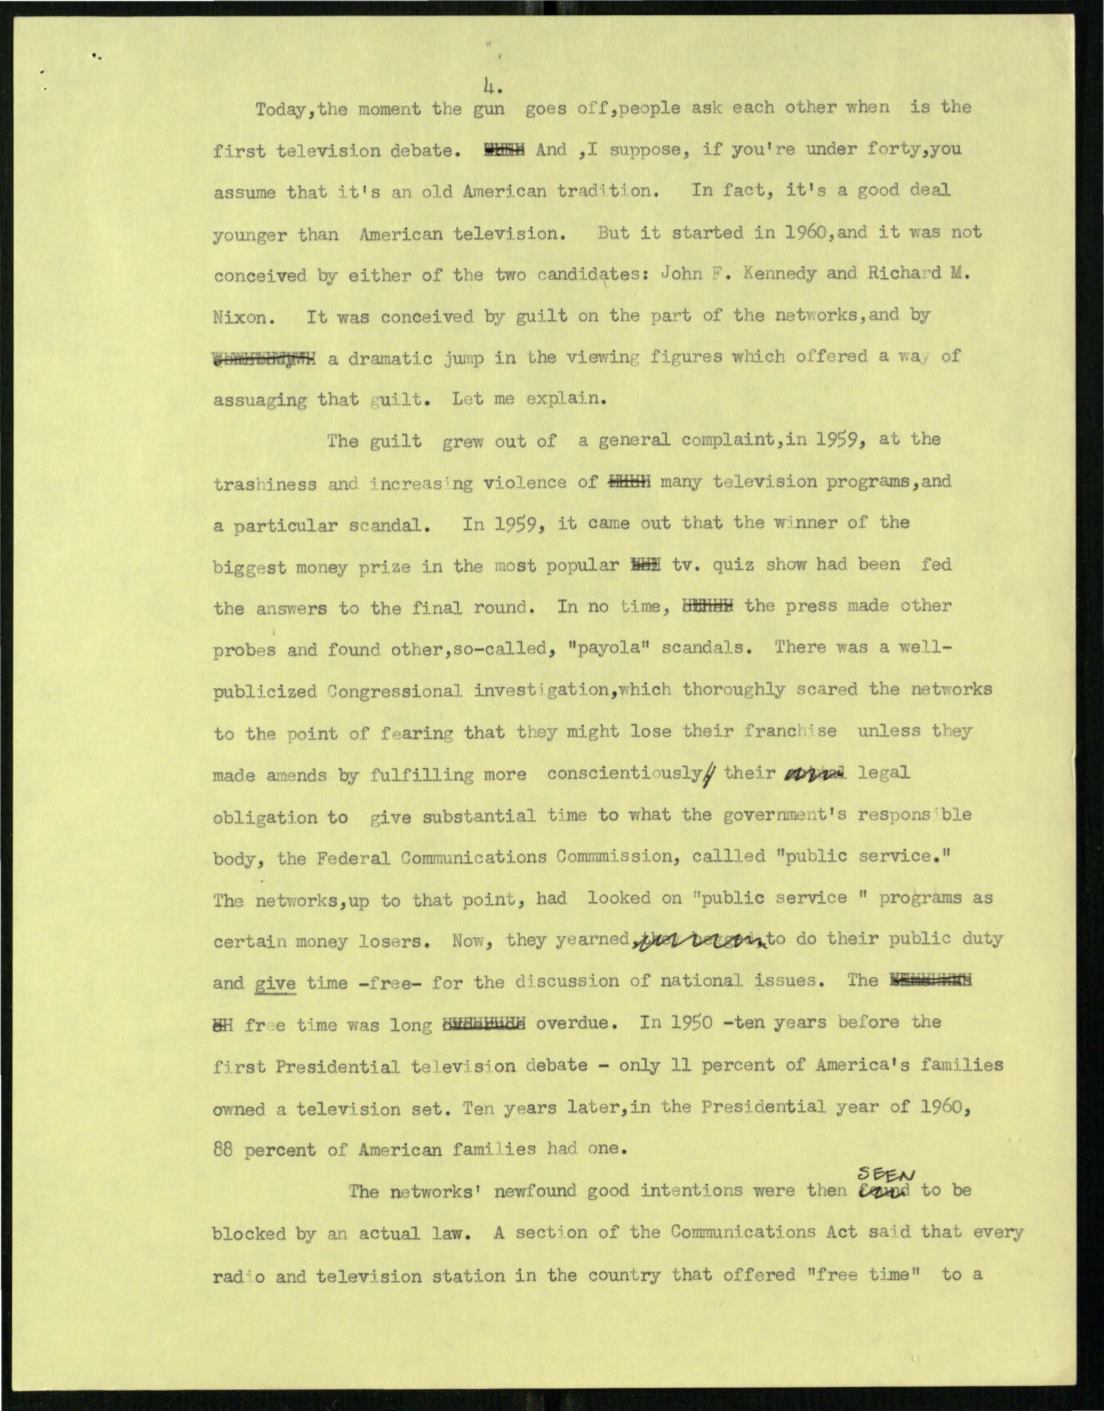 4.
Today,the moment the gun goes off,people ask each other when is the
first television debate. And ,I suppose, if you're under forty,you
assume that it's an old American tradition. In fact, it's a good deal
younger than American television. But it started in 1960,and it was not
conceived by either of the two candidates: John F. Kennedy and Richard M.
Nixon. It was conceived by guilt on the part of the networks,and by
a dramatic jump in the viewing figures which offered a way of
assuaging that guilt. Let me explain.
The guilt grew out of a general complaint,in 1959, at the
trashiness and increasing violence of many television programs,and
a particular scandal. In 1959, it came out that the winner of the
biggest money prize in the most popular tv. quiz show had been fed
the answers to the final round. In no time, the press made other
probes and found other,so-called, "payola" scandals. There was a well-
publicized Congressional investigation,which thoroughly scared the networks
to the point of fearing that they might lose their franchise unless they
made amends by fulfilling more conscientiously their legal
obligation to give substantial time to what the government's responsible
body, the Federal Communications Commmission, callled "public service."
The networks,up to that point, had looked on "public service " programs as
certain money losers. Now, they yearned, to do their public duty
and give time -free- for the discussion of national issues. The
free time was long overdue. In 1950 -ten years before the
first Presidential television debate - only 11 percent of America's families
owned a television set. Ten years later,in the Presidential year of 1960,
88 percent of American families had one.
The networks' newfound good intentions were then SEEN to be
blocked by an actual law. A section of the Communications Act said that every
radio and television station in the country that offered "free time" to a